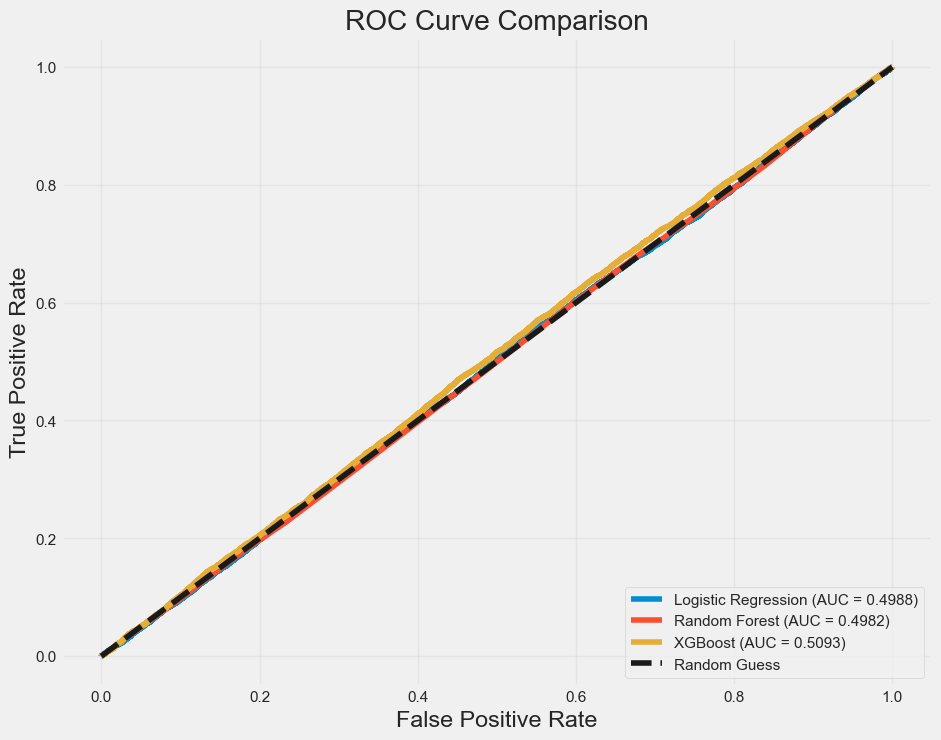 ROC Curve Comparison
True Positive Rate
1.0
0.8
0.6
0.4
0.2
0.0
Logistic Regression (AUC = 0.4988)
Random Forest (AUC = 0.4982)
XGBoost (AUC = 0.5093)
Random Guess
0.0
0.2
0.4
0.6
0.8
1.0
False Positive Rate